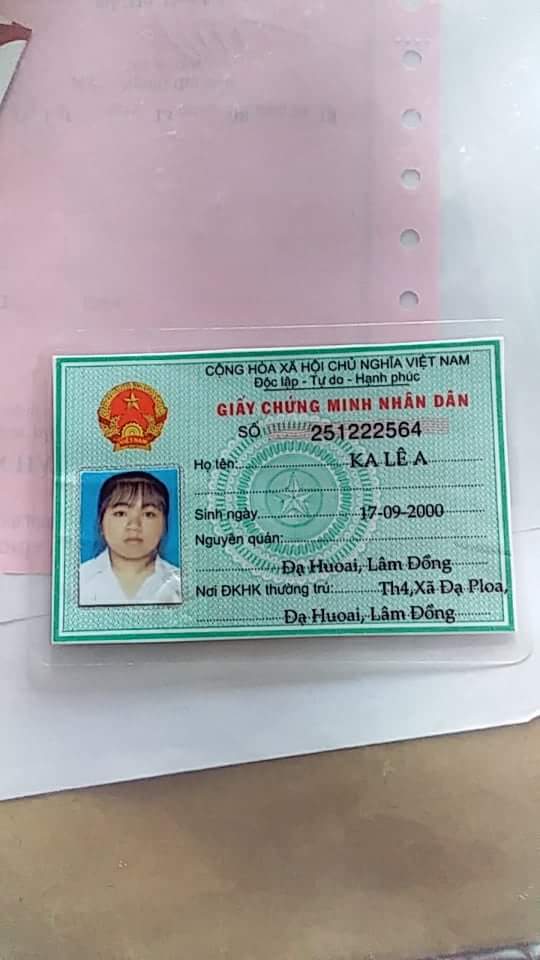 CỘNG HÒA XÃ HỘI CHỦ NGHĨA VIỆT NAM
Độc lập - Tự do - Hạnh phúc
GIẤY CHỨNG MINH NHÂN DÂN
SỐ 251222564
Họ tên: KA LÊ A
Sinh ngày 17-09-2000
Nguyên quán:
Đạ Huoai, Lâm Đồng
Nơi ĐKHK thường trú: Th4,Xã Đạ Ploa,
Đạ Huoai, Lâm Đồng
VIỆT NAM